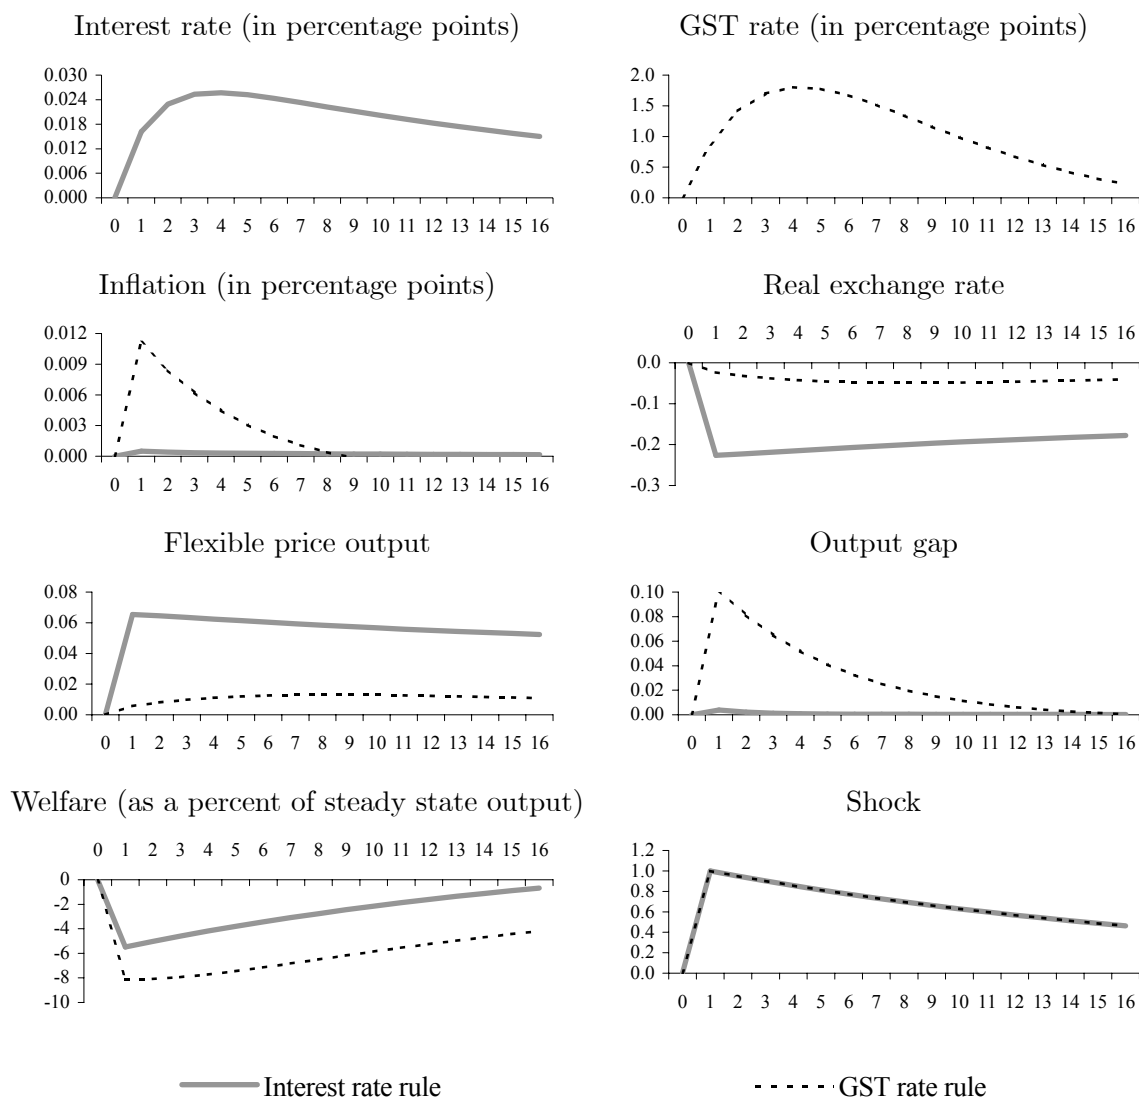 Interest rate (in percentage points)
GST rate (in percentage points)
0.030
0.024
0.018
0.012
0.006
0.000
0 1 2 3 4 5 6 7 8 9 10 11 12 13 14 15 16
2.0
1.5
1.0
0.5
0.0
0 1 2 3 4 5 6 7 8 9 10 11 12 13 14 15 16
Inflation (in percentage points)
Real exchange rate
0.012
0.009
0.006
0.003
0.000
0 1 2 3 4 5 6 7 8 9 10 11 12 13 14 15 16
0 1 2 3 4 5 6 7 8 9 10 11 12 13 14 15 16
0.0
-0.1
-0.2
-0.3
Flexible price output
Output gap
0.08
0.06
0.04
0.02
0.00
0 1 2 3 4 5 6 7 8 9 10 11 12 13 14 15 16
0.10
0.08
0.06
0.04
0.02
0.00
0 1 2 3 4 5 6 7 8 9 10 11 12 13 14 15 16
Welfare (as a percent of steady state output)
Shock
0 1 2 3 4 5 6 7 8 9 10 11 12 13 14 15 16
0
-2
-4
-6
-8
-10
1.2
1.0
0.8
0.6
0.4
0.2
0.0
0 1 2 3 4 5 6 7 8 9 10 11 12 13 14 15 16
Interest rate rule
GST rate rule